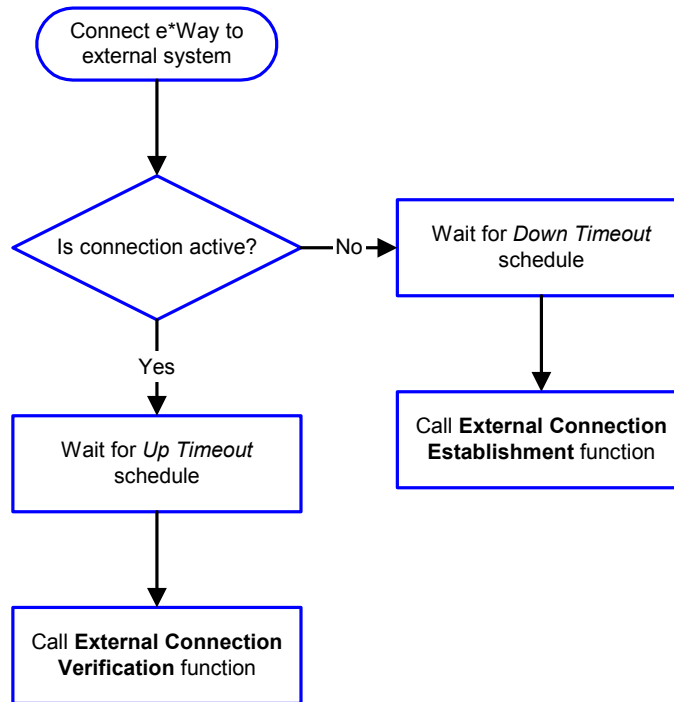 Connect e*Way to
external system
Is connection active?
No
Wait for Down Timeout
schedule
Yes
Call External Connection
Establishment function
Wait for Up Timeout
schedule
Call External Connection
Verification function